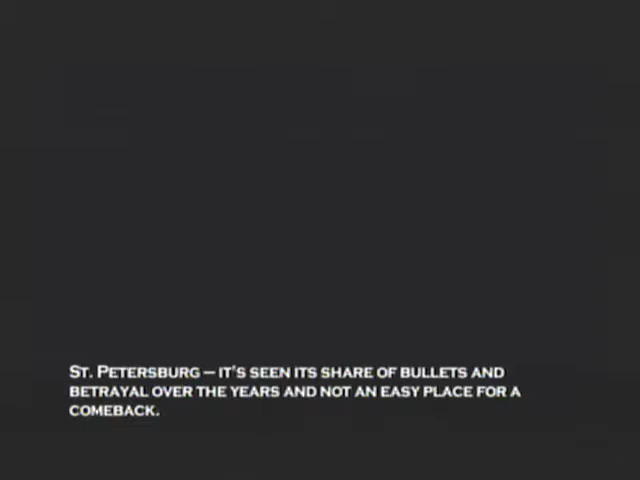 St. Petersburg – it's seen its share of bullets and
betrayal over the years and not an easy place for a
comeback.